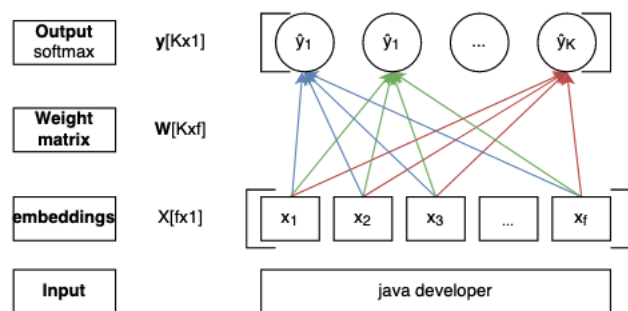 Output
softmax
y[Kx1]
ŷ1
ŷ1
...
ŷK
Weight
matrix
W[Kxf]
embeddings
X[fx1]
x1
x2
x3
...
xf
Input
java developer